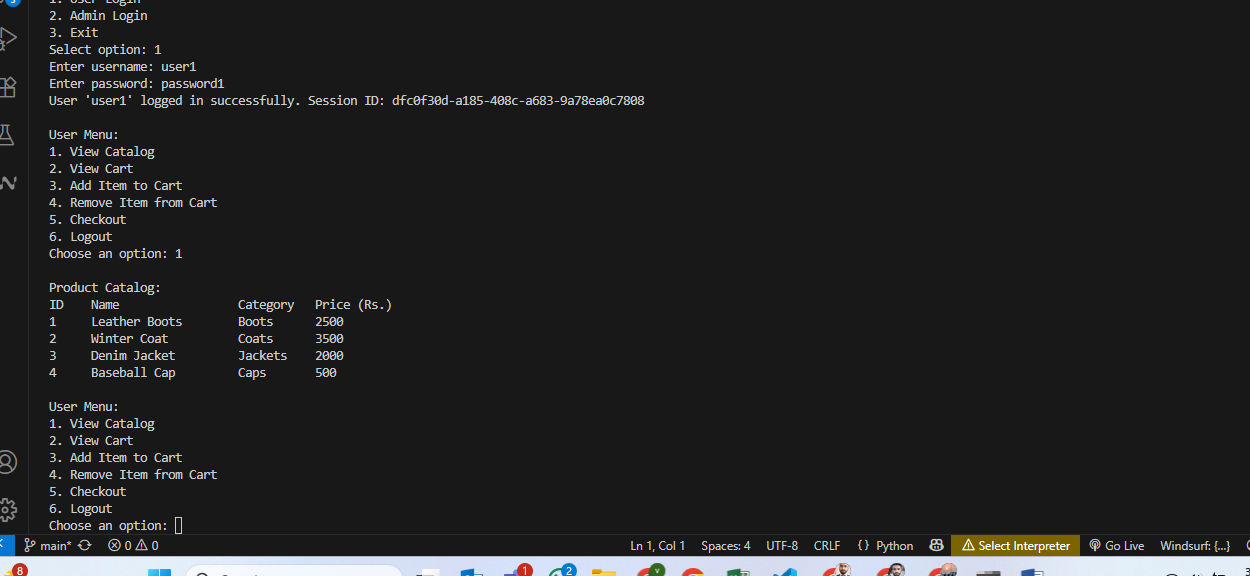 1. User Login
2. Admin Login
3. Exit
Select option: 1
Enter username: user1
Enter password: password1
User 'user1' logged in successfully. Session ID: dfc0f30d-a185-408c-a683-9a78ea0c7808
User Menu:
1. View Catalog
2. View Cart
3. Add Item to Cart
4. Remove Item from Cart
5. Checkout
6. Logout
Choose an option: 1
Product Catalog:
ID Name Category Price (Rs.)
1 Leather Boots Boots 2500
2 Winter Coat Coats 3500
3 Denim Jacket Jackets 2000
4 Baseball Cap Caps 500
User Menu:
1. View Catalog
2. View Cart
3. Add Item to Cart
4. Remove Item from Cart
5. Checkout
6. Logout
Choose an option:
main* 0 0 Ln 1, Col 1 Spaces: 4 UTF-8 CRLF {} Python Select Interpreter Go Live Windsurf: {...}
8 1 2 v